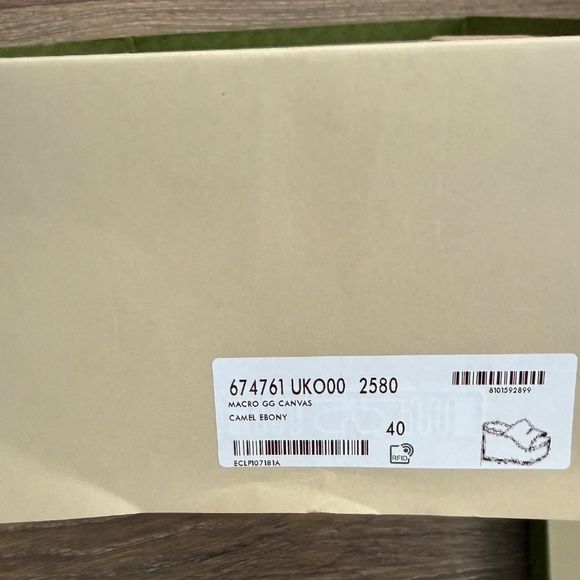 674761 UKO00 2580
8101592899
MACRO GG CANVAS
CAMEL EBONY
40
RFID
ECLP107181A